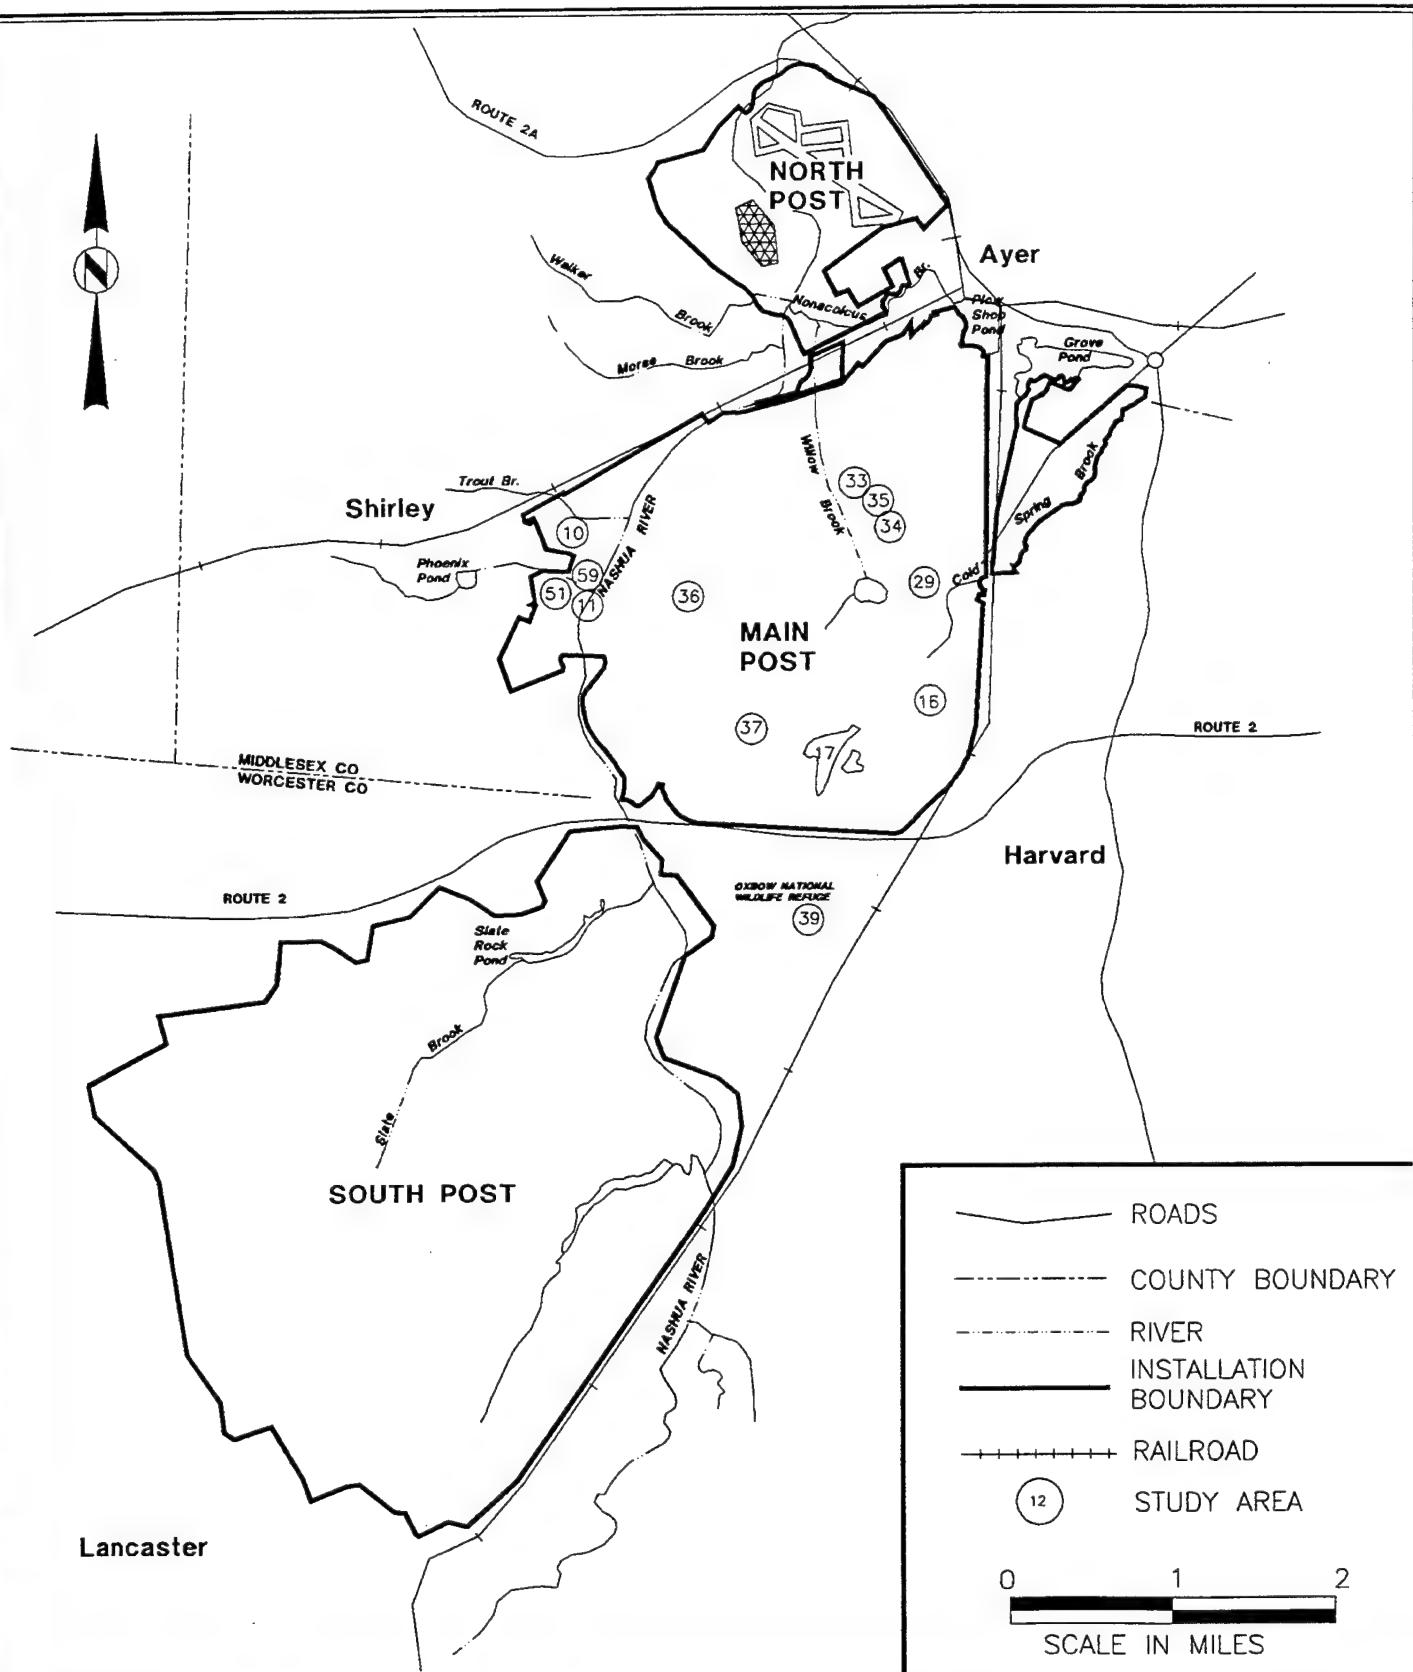 ROUTE 2A
NORTH
POST
Ayer
Walker
Brook
Nonacoicus
Br.
Plow
Shop
Pond
Grove
Pond
Morse Brook
Willow
Brook
Trout Br.
Shirley
NASHUA RIVER
Phoenix
Pond
Cold
Spring
Brook
33
35
34
10
59
51
11
36
29
MAIN
POST
16
37
17
ROUTE 2
MIDDLESEX CO
WORCESTER CO
Harvard
ROUTE 2
OXBOW NATIONAL
WILDLIFE REFUGE
39
Slate
Rock
Pond
Brook
Slate
SOUTH POST
NASHUA RIVER
Lancaster
ROADS
COUNTY BOUNDARY
RIVER
INSTALLATION
BOUNDARY
RAILROAD
12 STUDY AREA
0 1 2
SCALE IN MILES